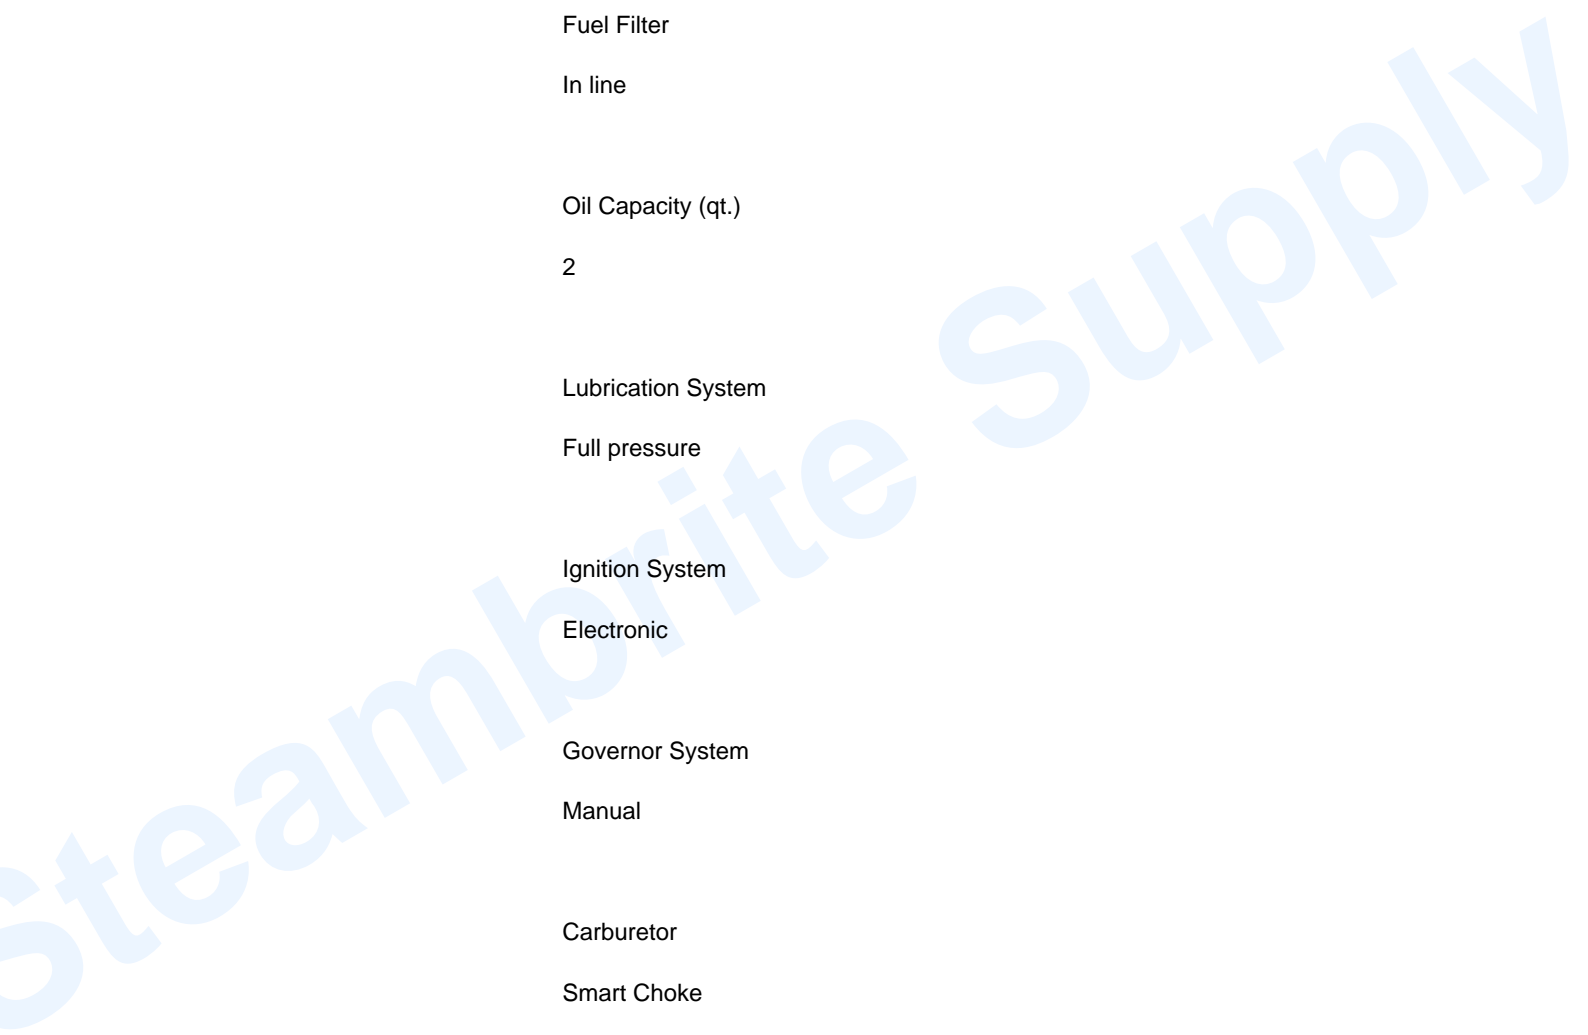 Fuel Filter
In line
Oil Capacity (qt.)
2
Lubrication System
Full pressure
Ignition System
Electronic
Governor System
Manual
Carburetor
Smart Choke
Steambrite Supply